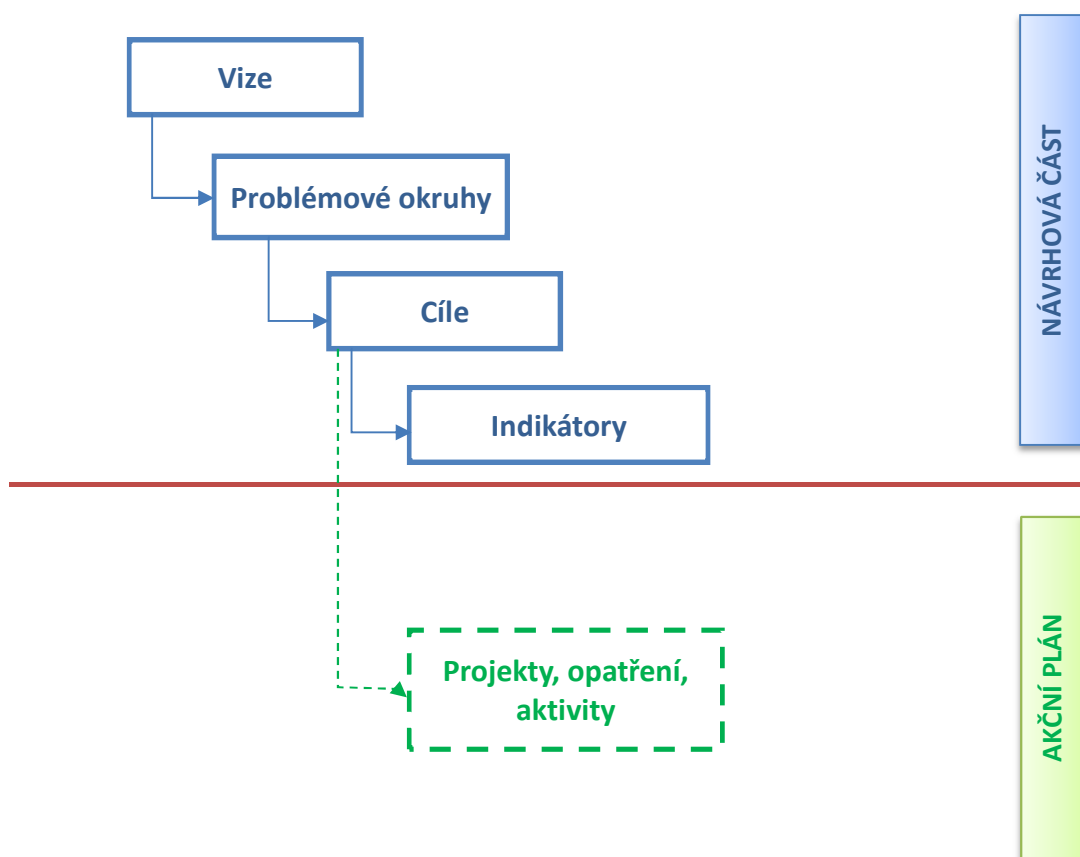 Vize
Problémové okruhy
Cíle
Indikátory
NÁVRHOVÁ ČÁST
Projekty, opatření,
aktivity
AKČNÍ PLÁN